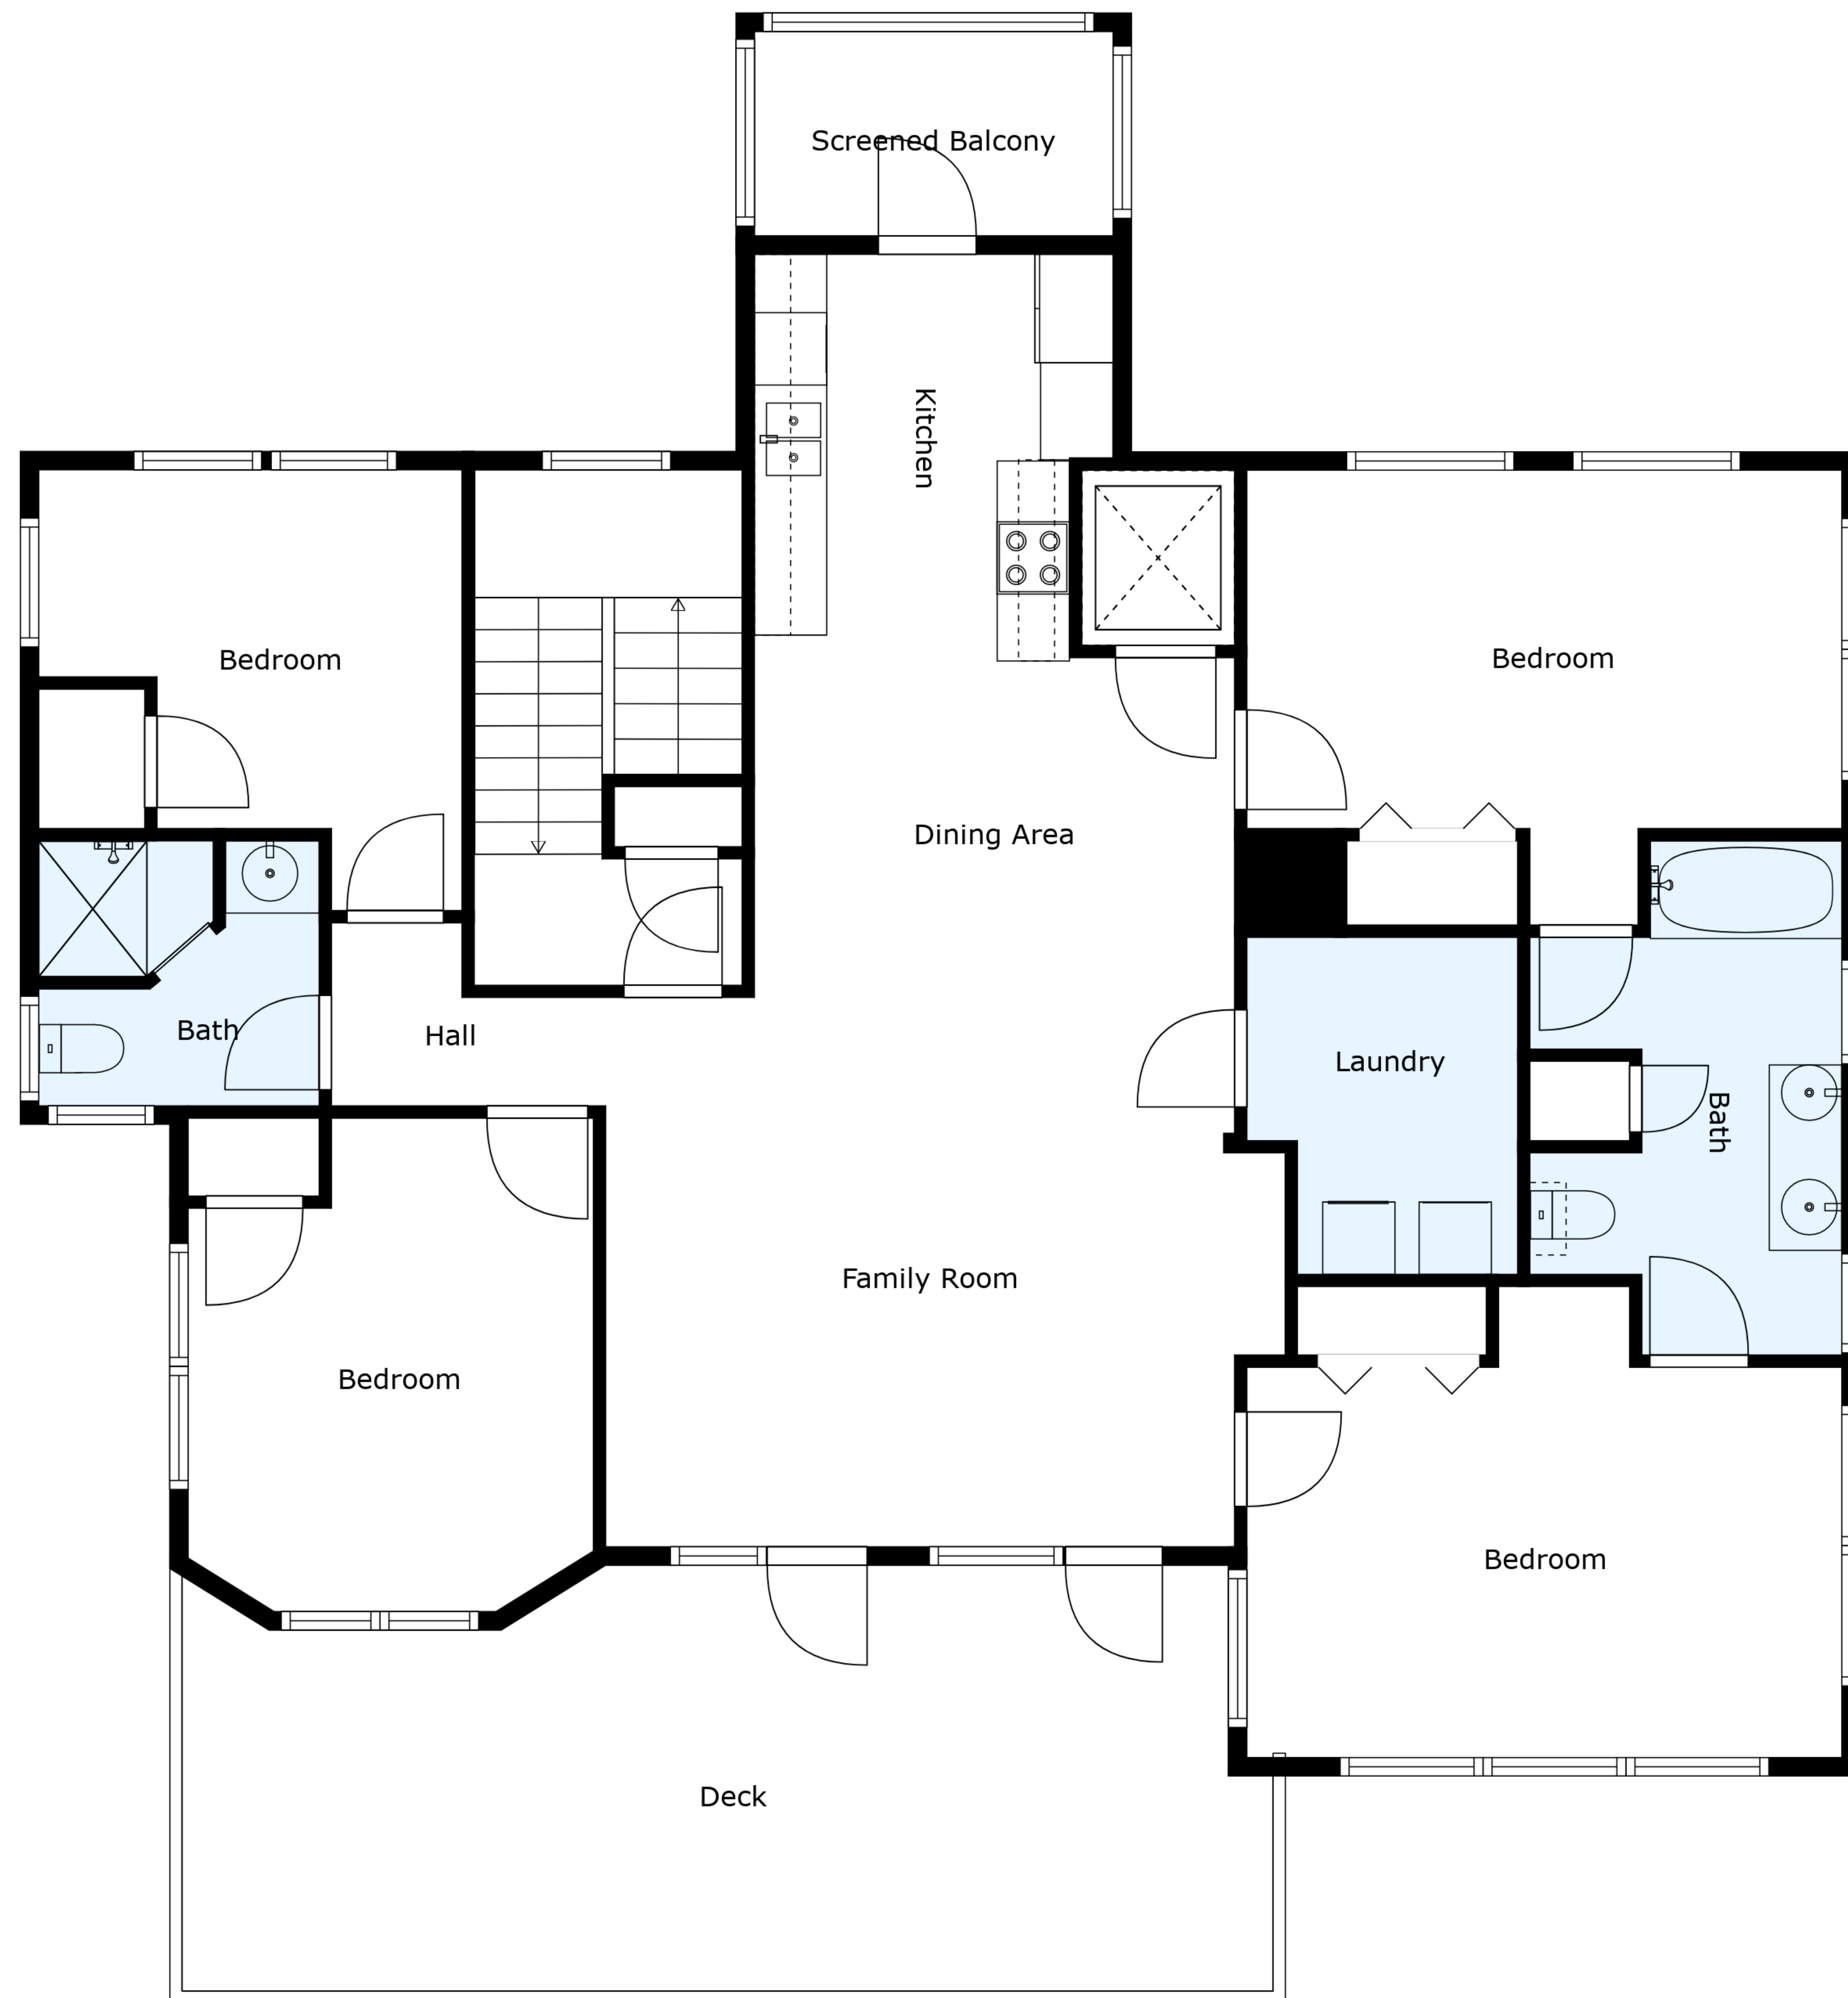 Screened Balcony
Kitchen
Bedroom
Bedroom
Dining Area
Bath
Hall
Laundry
Bath
Family Room
Bedroom
Bedroom
Deck